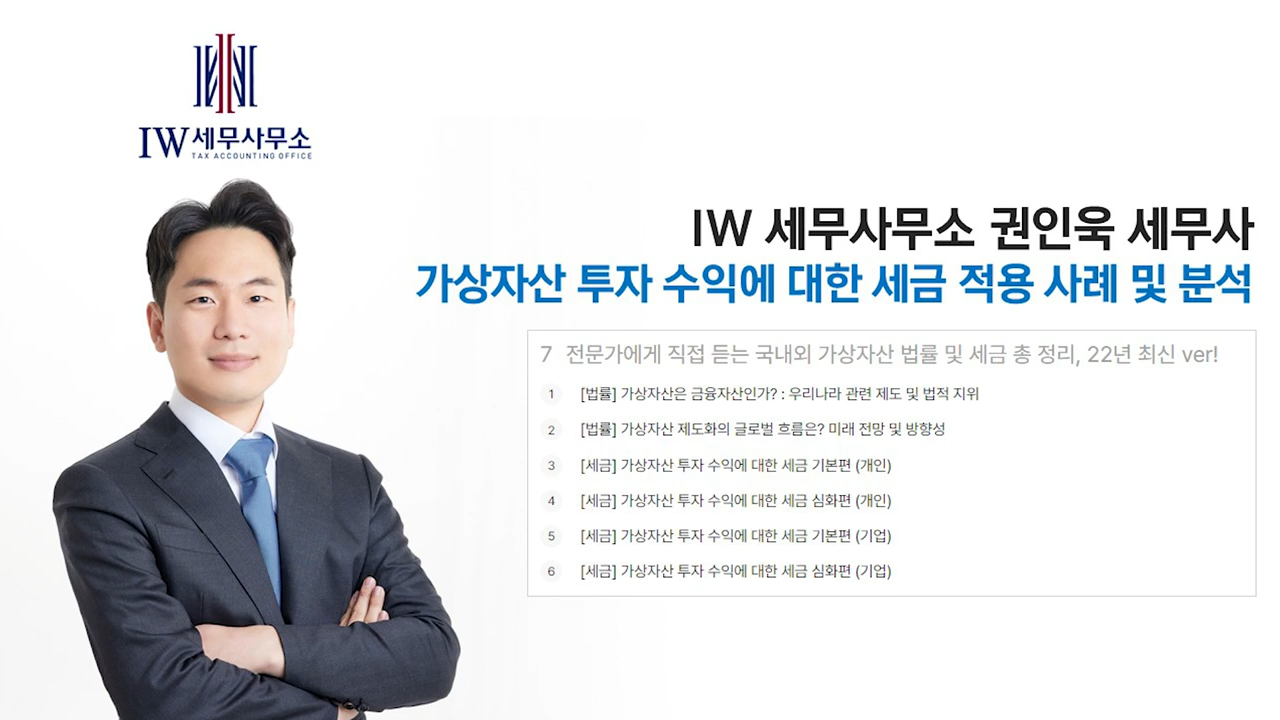 IW세무사무소
TAX ACCOUNTING OFFICE
IW 세무사무소 권인욱 세무사
가상자산 투자 수익에 대한 세금 적용 사례 및 분석
7 전문가에게 직접 듣는 국내외 가상자산 법률 및 세금 총 정리, 22년 최신 ver!
1 [법률] 가상자산은 금융자산인가? : 우리나라 관련 제도 및 법적 지위
2 [법률] 가상자산 제도화의 글로벌 흐름은? 미래 전망 및 방향성
3 [세금] 가상자산 투자 수익에 대한 세금 기본편 (개인)
4 [세금] 가상자산 투자 수익에 대한 세금 심화편 (개인)
5 [세금] 가상자산 투자 수익에 대한 세금 기본편 (기업)
6 [세금] 가상자산 투자 수익에 대한 세금 심화편 (기업)